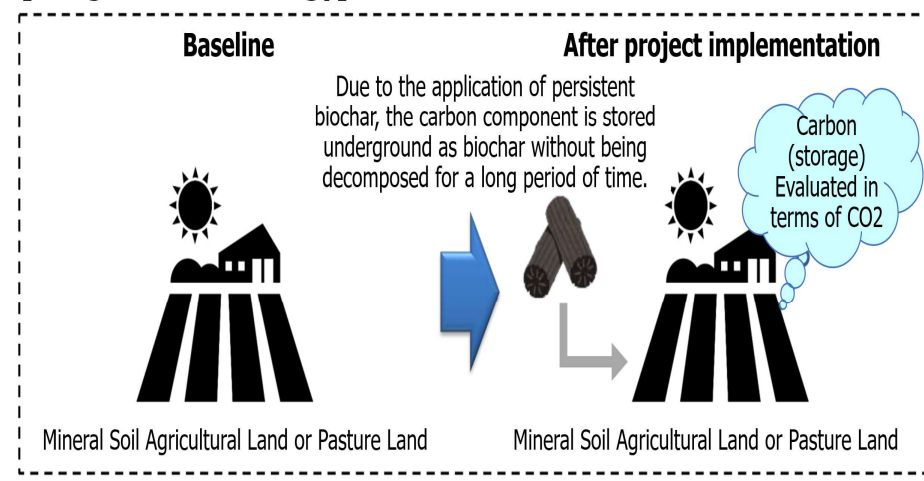 Baseline
After project implementation
Due to the application of persistent
biochar, the carbon component is stored
underground as biochar without being
decomposed for a long period of time.
Carbon
(storage)
Evaluated in
terms of CO2
Mineral Soil Agricultural Land or Pasture Land
Mineral Soil Agricultural Land or Pasture Land